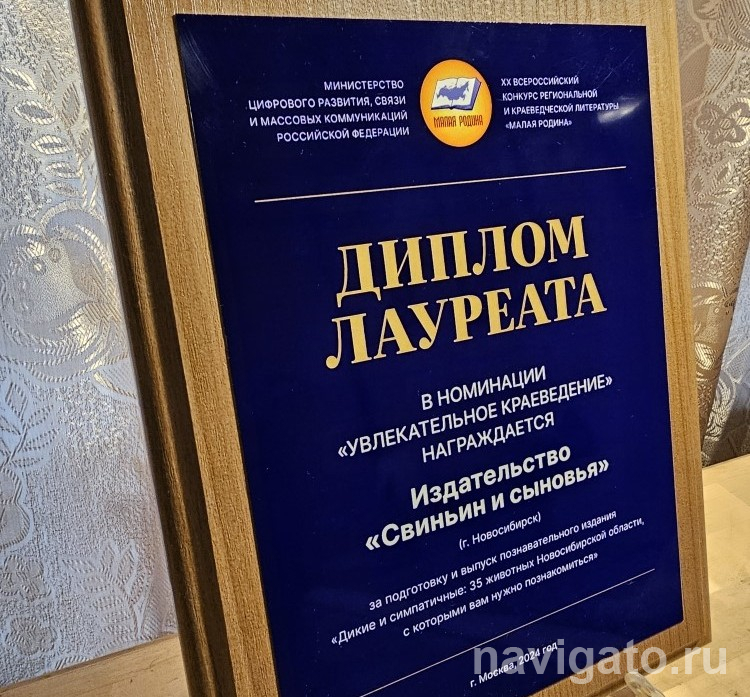 МИНИСТЕРСТВО
ЦИФРОВОГО РАЗВИТИЯ, СВЯЗИ
И МАССОВЫХ КОММУНИКАЦИЙ
РОССИЙСКОЙ ФЕДЕРАЦИИ
МАЛАЯ РОДИНА
XX ВСЕРОССИЙСКИЙ
КОНКУРС РЕГИОНАЛЬНОЙ
И КРАЕВЕДЧЕСКОЙ ЛИТЕРАТУРЫ
«МАЛАЯ РОДИНА»
ДИПЛОМ
ЛАУРЕАТА
В НОМИНАЦИИ
«УВЛЕКАТЕЛЬНОЕ КРАЕВЕДЕНИЕ»
НАГРАЖДАЕТСЯ
Издательство
«Свиньин и сыновья»
(г. Новосибирск)
за подготовку и выпуск познавательного издания
«Дикие и симпатичные: 35 животных Новосибирской области,
с которыми вам нужно познакомиться»
г. Москва, 2024 год
navigato.ru